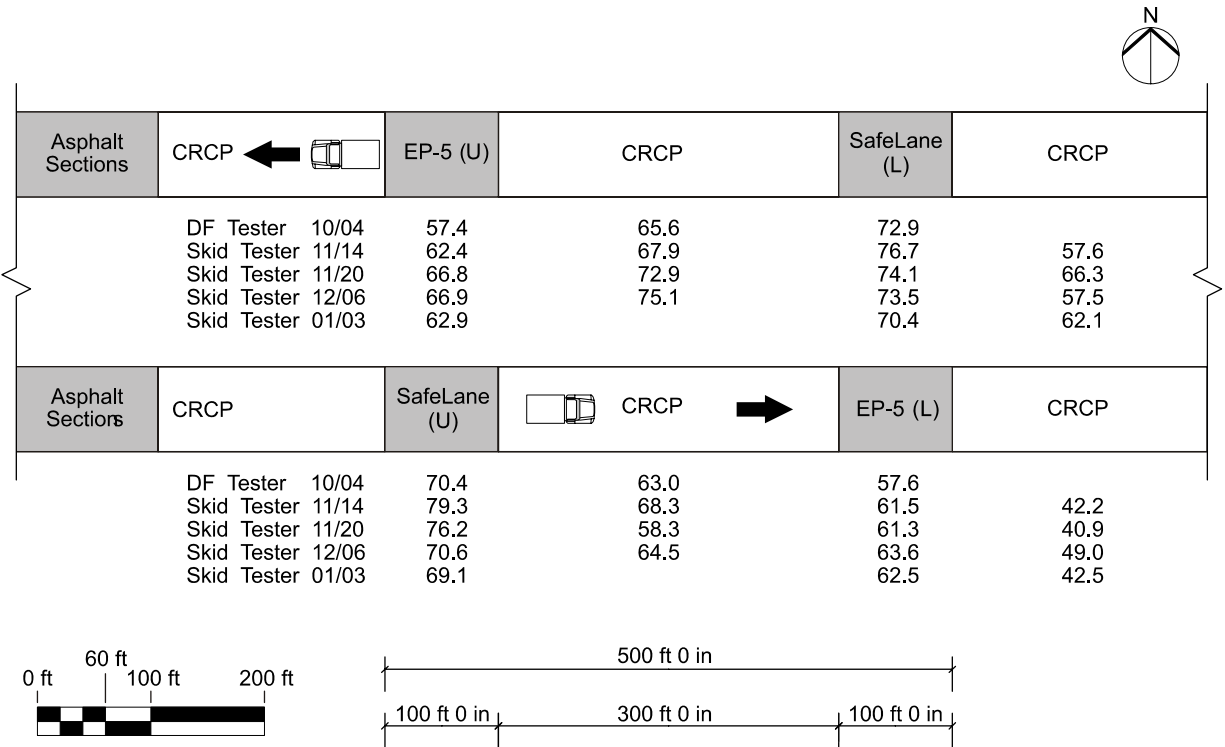 N
Asphalt Sections CRCP EP-5 (U) CRCP SafeLane (L) CRCP
DF Tester 10/04 57.4 65.6 72.9
Skid Tester 11/14 62.4 67.9 76.7 57.6
Skid Tester 11/20 66.8 72.9 74.1 66.3
Skid Tester 12/06 66.9 75.1 73.5 57.5
Skid Tester 01/03 62.9 70.4 62.1
Asphalt Sections CRCP SafeLane (U) CRCP EP-5 (L) CRCP
DF Tester 10/04 70.4 63.0 57.6
Skid Tester 11/14 79.3 68.3 61.5 42.2
Skid Tester 11/20 76.2 58.3 61.3 40.9
Skid Tester 12/06 70.6 64.5 63.6 49.0
Skid Tester 01/03 69.1 62.5 42.5
0 ft 60 ft 100 ft 200 ft
500 ft 0 in
100 ft 0 in 300 ft 0 in 100 ft 0 in